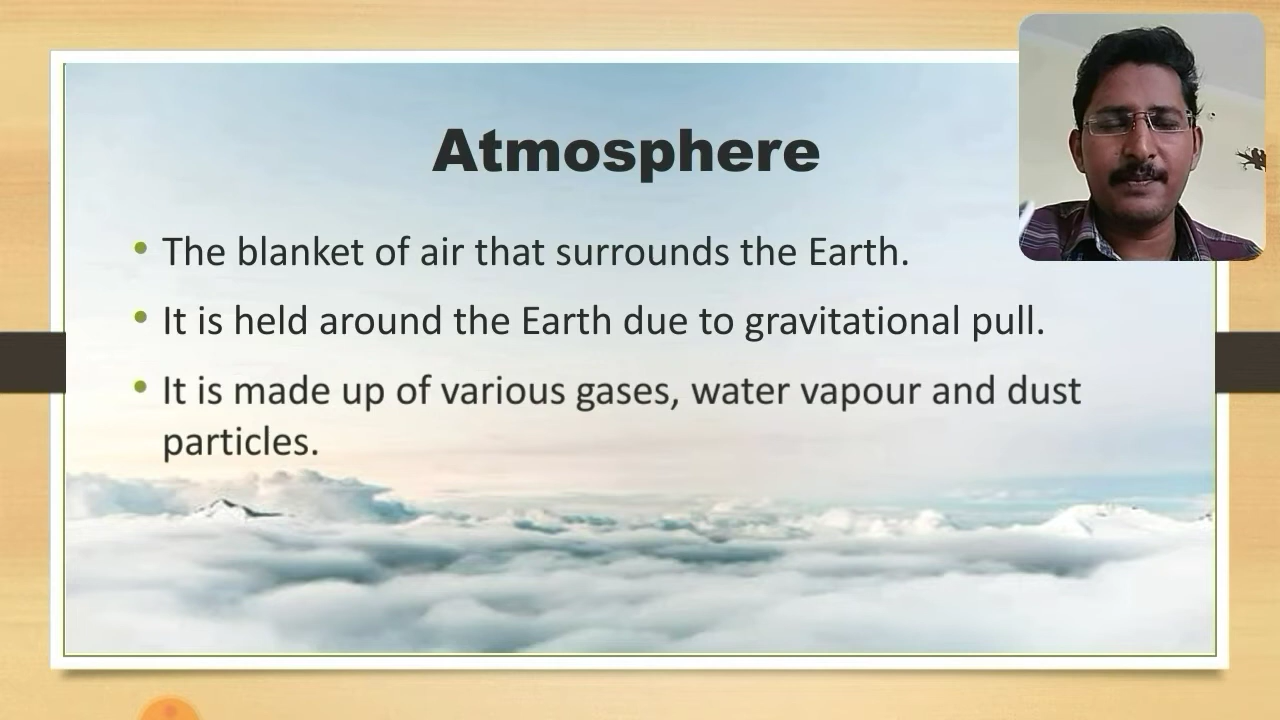 Atmosphere
• The blanket of air that surrounds the Earth.
• It is held around the Earth due to gravitational pull.
• It is made up of various gases, water vapour and dust
particles.